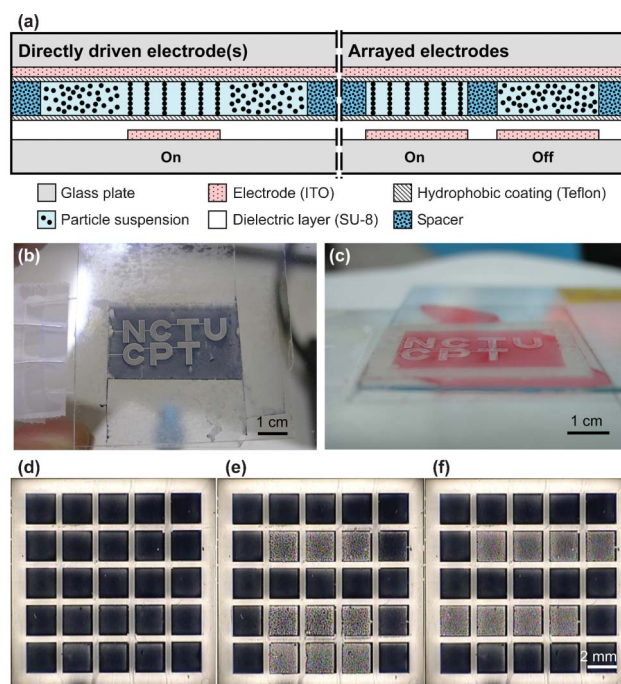 (a)
Directly driven electrode(s) Arrayed electrodes
On On Off
Glass plate Electrode (ITO) Hydrophobic coating (Teflon)
Particle suspension Dielectric layer (SU-8) Spacer
(b) (c)
NCTU
CPT
1 cm
NCTU
CPT
1 cm
(d) (e) (f)
2 mm